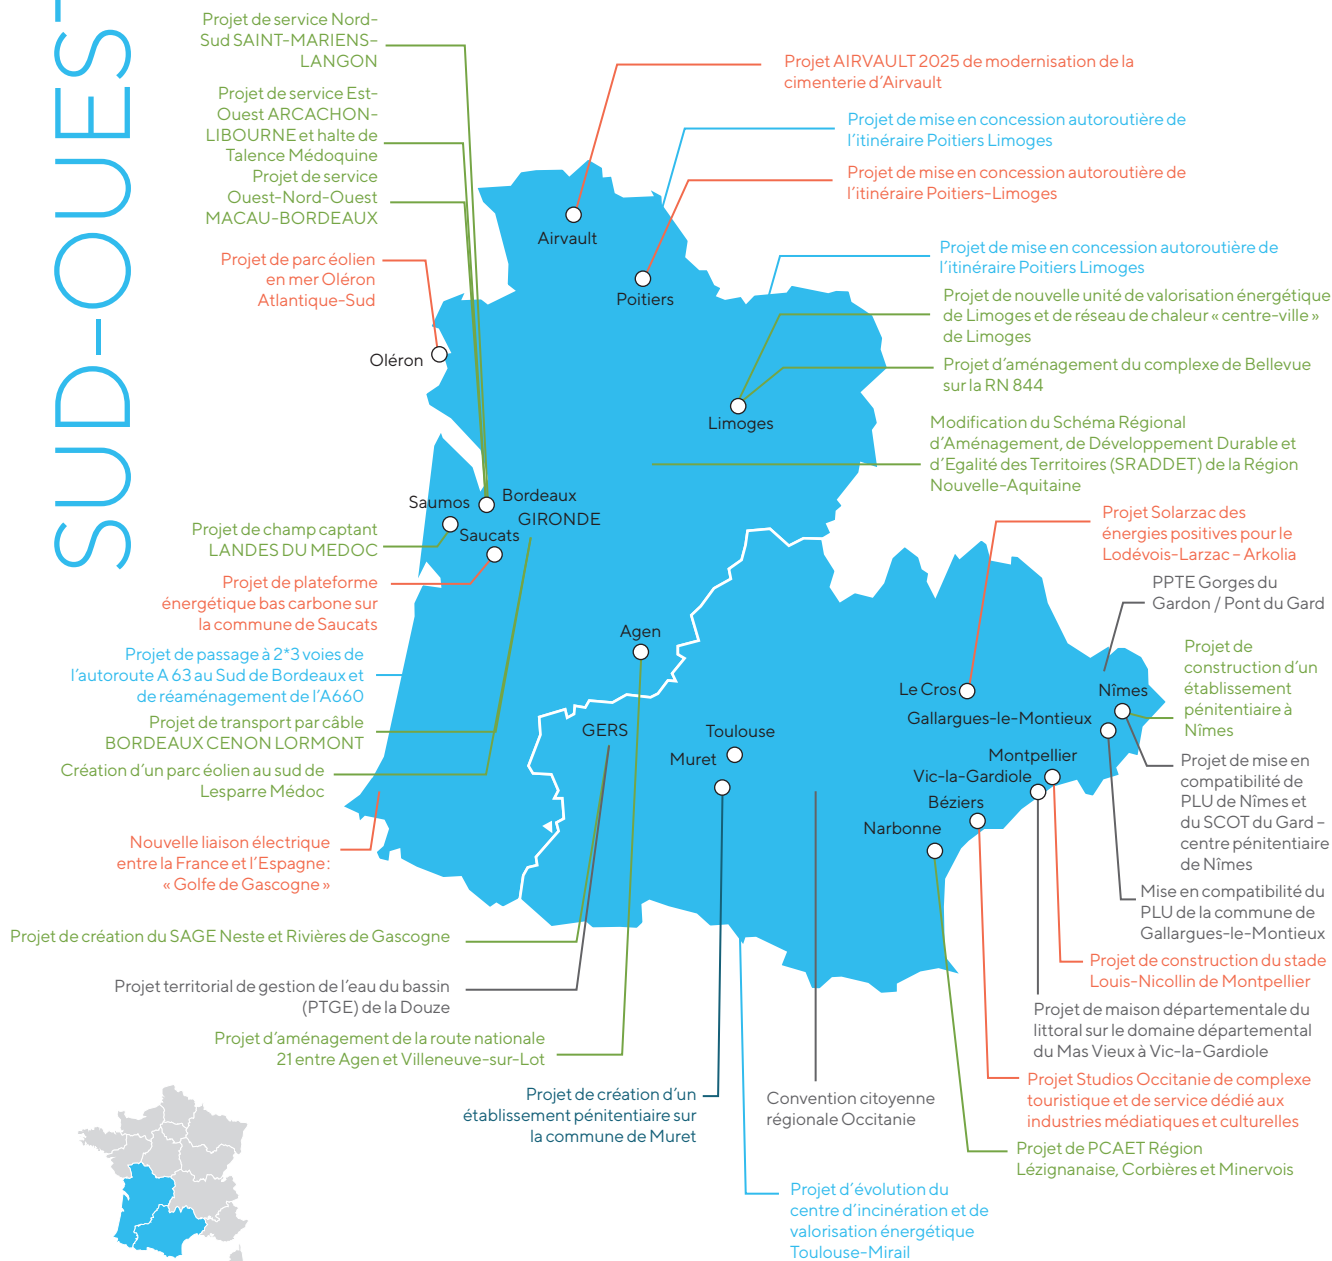 SUD-OUEST
Projet de service Nord-
Sud SAINT-MARIENS-
LANGON
Projet de service Est-
Ouest ARCACHON-
LIBOURNE et halte de
Talence Médoquine
Projet de service
Ouest-Nord-Ouest
MACAU-BORDEAUX
Projet de parc éolien
en mer Oléron
Atlantique-Sud
Projet AIRVAULT 2025 de modernisation de la
cimenterie d'Airvault
Projet de mise en concession autoroutière de
l'itinéraire Poitiers Limoges
Projet de mise en concession autoroutière de
l'itinéraire Poitiers-Limoges
Projet de mise en concession autoroutière de
l'itinéraire Poitiers Limoges
Projet de nouvelle unité de valorisation énergétique
de Limoges et de réseau de chaleur « centre-ville »
de Limoges
Projet d'aménagement du complexe de Bellevue
sur la RN 844
Modification du Schéma Régional
d'Aménagement, de Développement Durable et
d'Egalité des Territoires (SRADDET) de la Région
Nouvelle-Aquitaine
Airvault
Poitiers
Oléron
Limoges
Saumos
Bordeaux
GIRONDE
Saucats
Agen
GERS
Toulouse
Muret
Le Cros
Nîmes
Gallargues-le-Montieux
Montpellier
Vic-la-Gardiole
Béziers
Narbonne
Projet de champ captant
LANDES DU MEDOC
Projet de plateforme
énergétique bas carbone sur
la commune de Saucats
Projet de passage à 2*3 voies de
l'autoroute A 63 au Sud de Bordeaux et
de réaménagement de l'A660
Projet de transport par câble
BORDEAUX CENON LORMONT
Création d'un parc éolien au sud de
Lesparre Médoc
Nouvelle liaison électrique
entre la France et l'Espagne :
« Golfe de Gascogne »
Projet de création du SAGE Neste et Rivières de Gascogne
Projet territorial de gestion de l'eau du bassin
(PTGE) de la Douze
Projet d'aménagement de la route nationale
21 entre Agen et Villeneuve-sur-Lot
Projet de création d'un
établissement pénitentiaire sur
la commune de Muret
Convention citoyenne
régionale Occitanie
Projet d'évolution du
centre d'incinération et de
valorisation énergétique
Toulouse-Mirail
Projet Solarzac des
énergies positives pour le
Lodévois-Larzac – Arkolia
PPTE Gorges du
Gardon / Pont du Gard
Projet de
construction d'un
établissement
pénitentiaire à
Nîmes
Projet de mise en
compatibilité de
PLU de Nîmes et
du SCOT du Gard –
centre pénitentiaire
de Nîmes
Mise en compatibilité du
PLU de la commune de
Gallargues-le-Montieux
Projet de construction du stade
Louis-Nicollin de Montpellier
Projet de maison départementale du
littoral sur le domaine départemental
du Mas Vieux à Vic-la-Gardiole
Projet Studios Occitanie de complexe
touristique et de service dédié aux
industries médiatiques et culturelles
Projet de PCAET Région
Lézignanaise, Corbières et Minervois